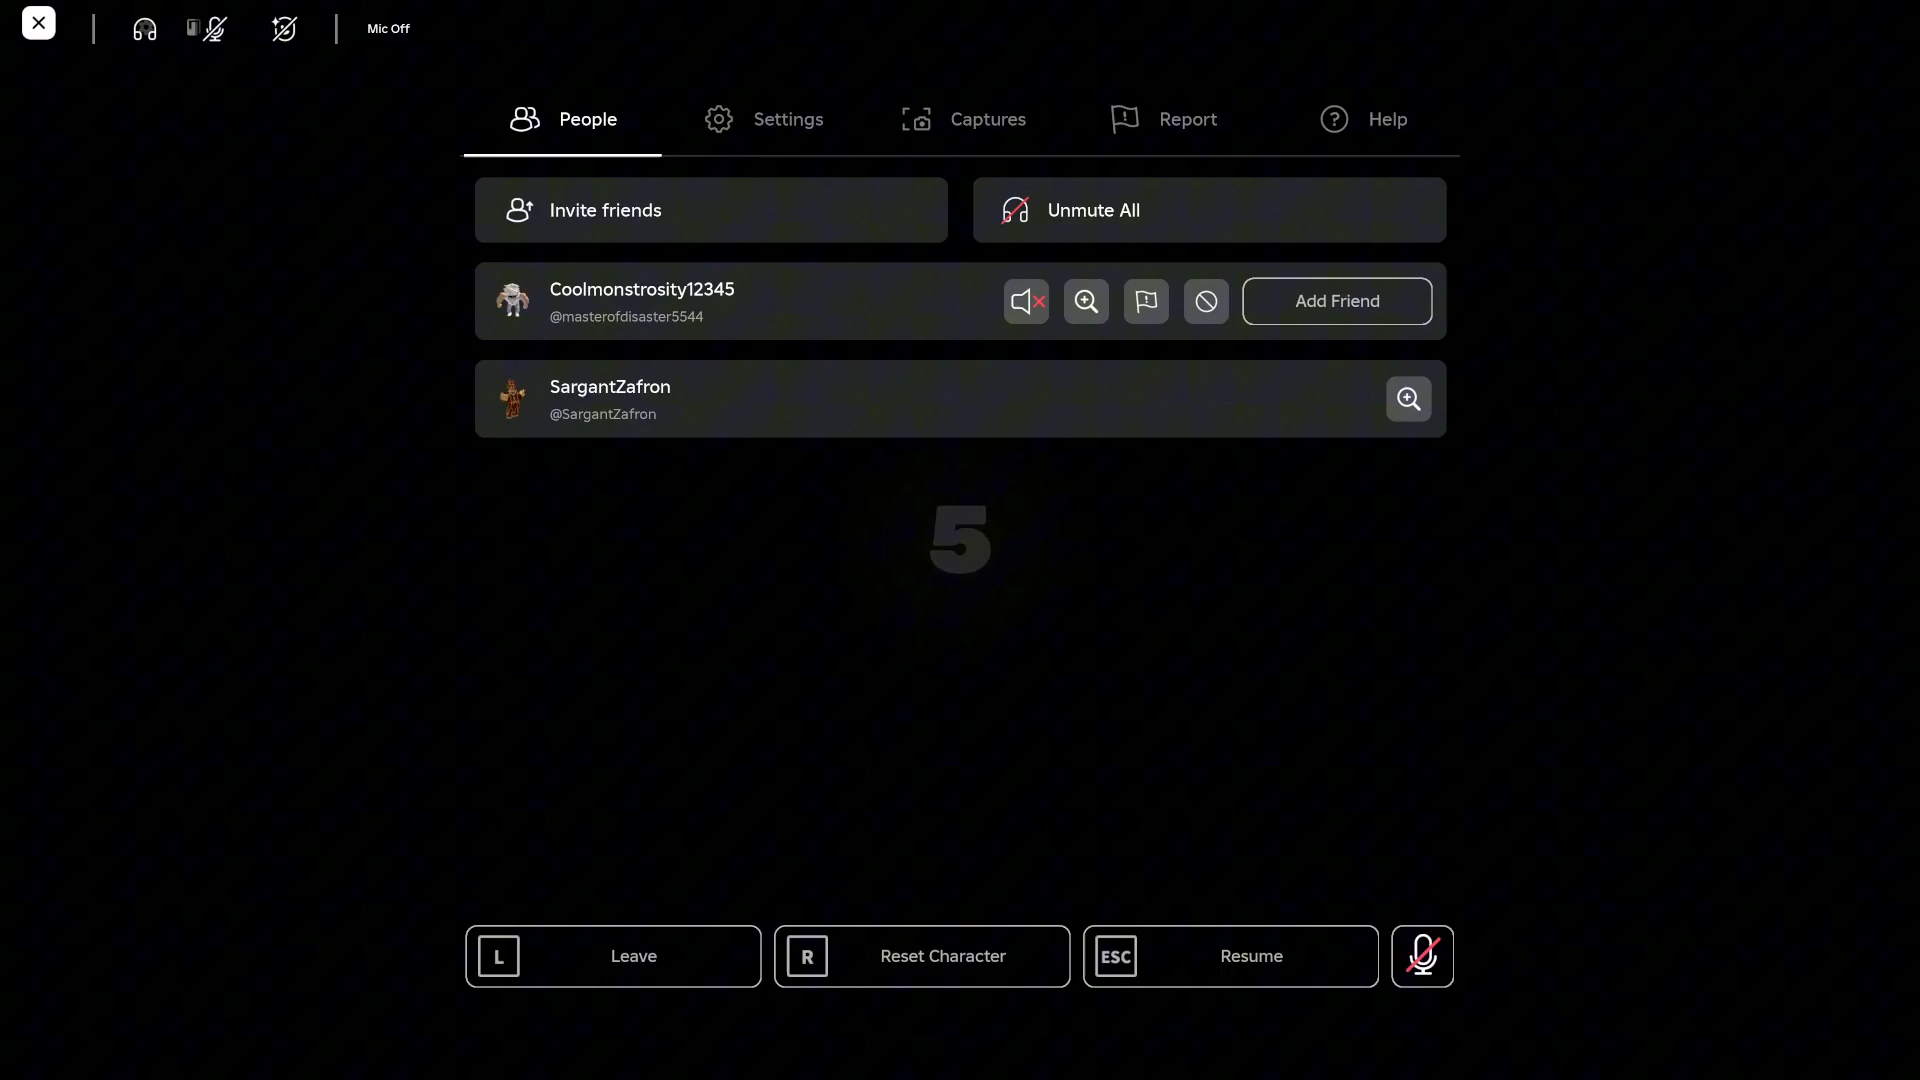 Mic Off
People
Settings
Captures
Report
Help
Invite friends
Unmute All
Coolmonstrosity12345
@masterofdisaster5544
Add Friend
SargantZafron
@SargantZafron
5
L Leave
R Reset Character
ESC Resume